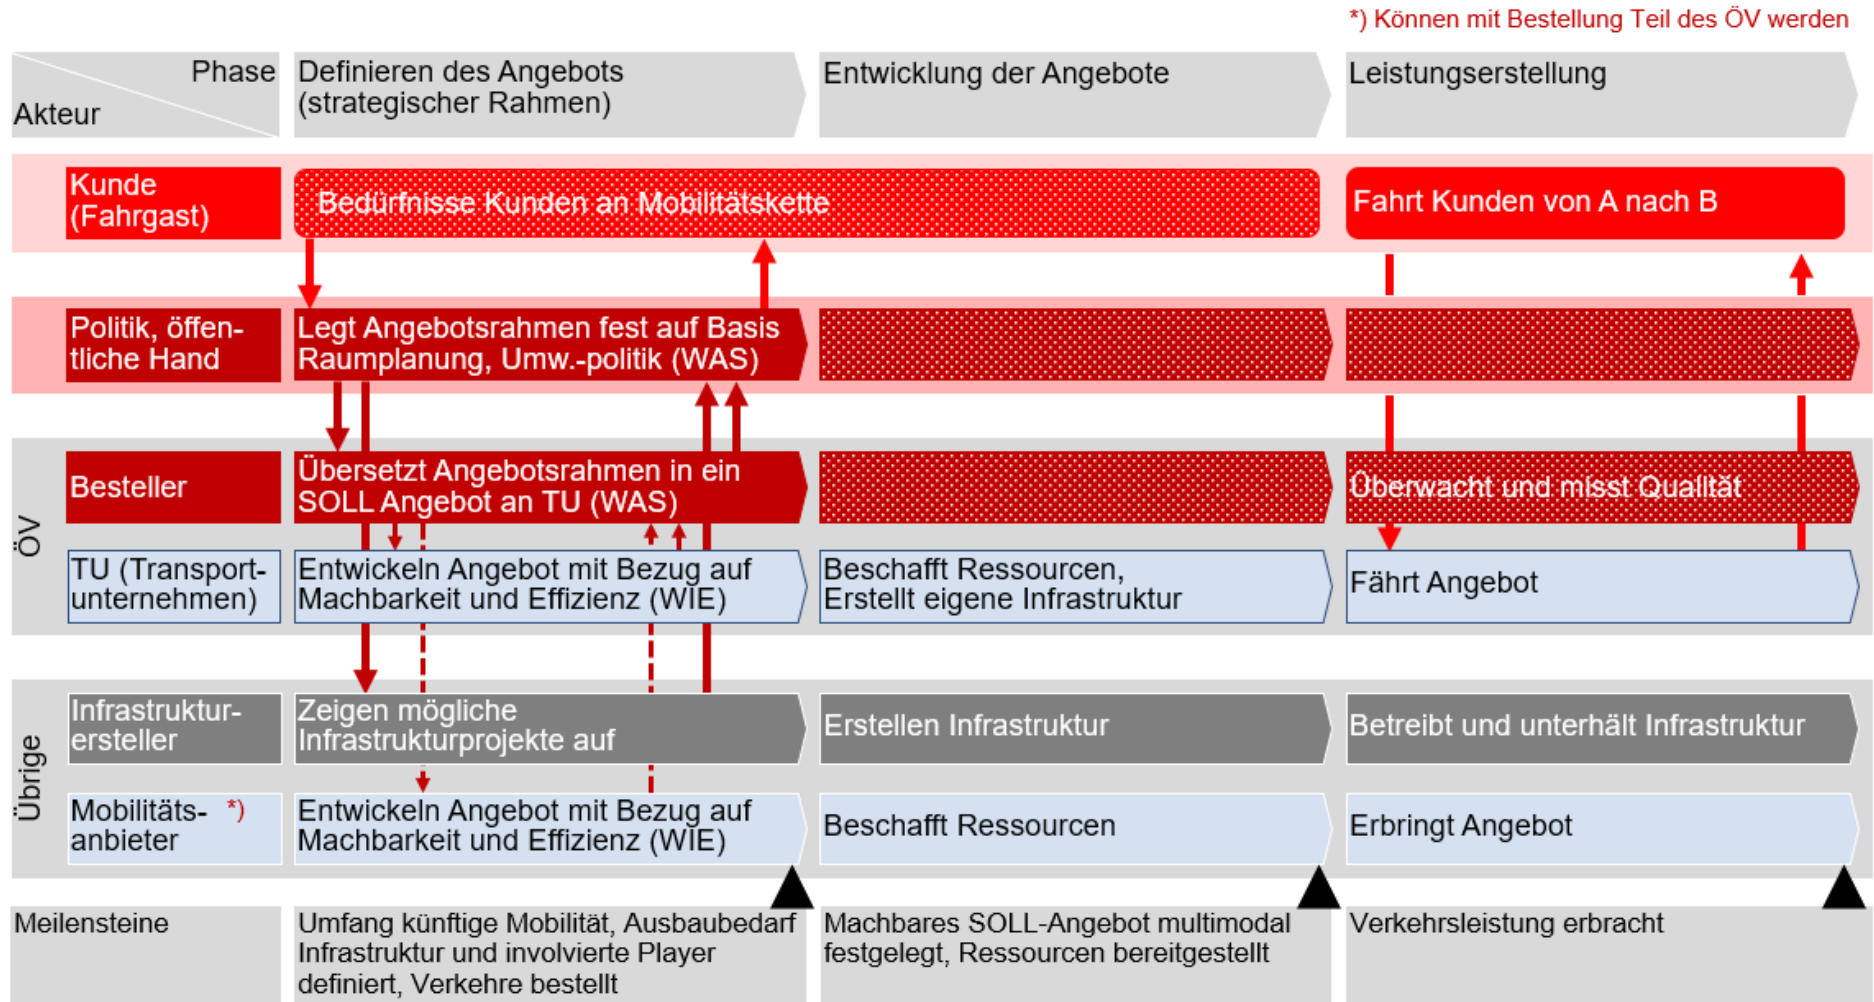 *) Können mit Bestellung Teil des ÖV werden
Phase
Akteur
Definieren des Angebots
(strategischer Rahmen)
Entwicklung der Angebote
Leistungserstellung
Kunde
(Fahrgast)
Bedürfnisse Kunden an Mobilitätskette
Fahrt Kunden von A nach B
Politik, öffen-
tliche Hand
Legt Angebotsrahmen fest auf Basis
Raumplanung, Umw.-politik (WAS)
ÖV
Besteller
Übersetzt Angebotsrahmen in ein
SOLL Angebot an TU (WAS)
Überwacht und misst Qualität
TU (Transport-
unternehmen)
Entwickeln Angebot mit Bezug auf
Machbarkeit und Effizienz (WIE)
Beschafft Ressourcen,
Erstellt eigene Infrastruktur
Fährt Angebot
Übrige
Infrastruktur-
ersteller
Zeigen mögliche
Infrastrukturprojekte auf
Erstellen Infrastruktur
Betreibt und unterhält Infrastruktur
Mobilitäts- *)
anbieter
Entwickeln Angebot mit Bezug auf
Machbarkeit und Effizienz (WIE)
Beschafft Ressourcen
Erbringt Angebot
Meilensteine
Umfang künftige Mobilität, Ausbaubedarf
Infrastruktur und involvierte Player
definiert, Verkehre bestellt
Machbares SOLL-Angebot multimodal
festgelegt, Ressourcen bereitgestellt
Verkehrsleistung erbracht